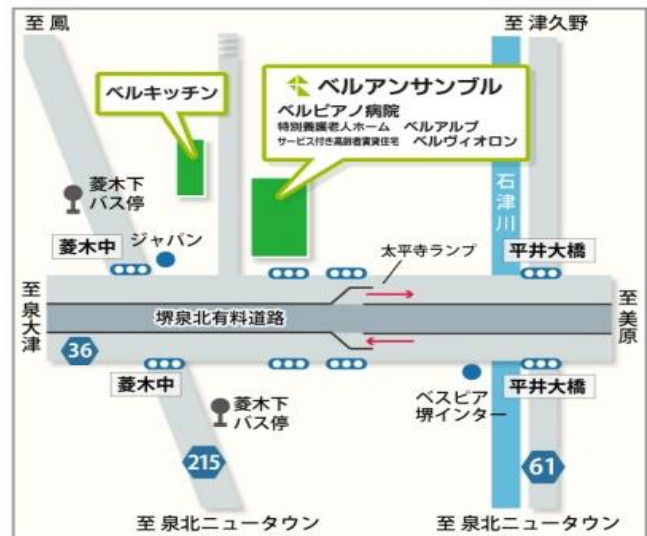 至 鳳
至 津久野
ベルキッチン
ベルアンサンブル
ベルピアノ病院
特別養護老人ホーム　ベルアルプ
サービス付き高齢者賃貸住宅　ベルヴィオロン
菱木下
バス停
石津川
菱木中
ジャパン
太平寺ランプ
平井大橋
至泉大津
堺泉北有料道路
至美原
36
菱木中
菱木下
バス停
ベスピア
堺インター
平井大橋
215
61
至 泉北ニュータウン
至 泉北ニュータウン